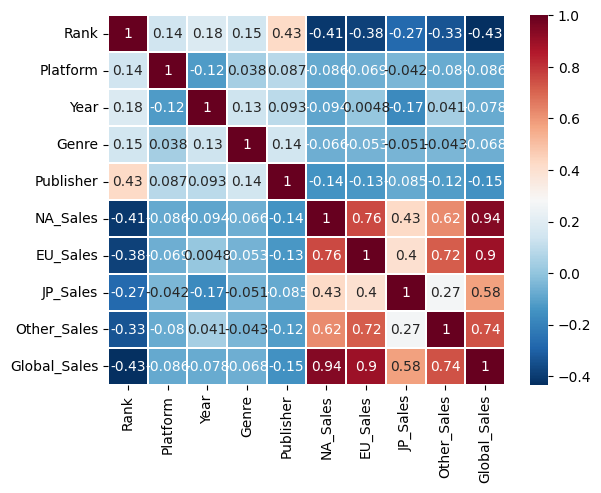 Rank 1 0.14 0.18 0.15 0.43 -0.41 -0.38 -0.27 -0.33 -0.43
Platform 0.14 1 -0.12 0.038 0.087 -0.086 -0.069 -0.042 -0.08 -0.086
Year 0.18 -0.12 1 0.13 0.093 -0.094 0.0048 -0.17 0.041 -0.078
Genre 0.15 0.038 0.13 1 0.14 -0.066 -0.053 -0.051 -0.043 -0.068
Publisher 0.43 0.087 0.093 0.14 1 -0.14 -0.13 -0.085 -0.12 -0.15
NA_Sales -0.41 -0.086 -0.094 -0.066 -0.14 1 0.76 0.43 0.62 0.94
EU_Sales -0.38 -0.069 0.0048 -0.053 -0.13 0.76 1 0.4 0.72 0.9
JP_Sales -0.27 -0.042 -0.17 -0.051 -0.085 0.43 0.4 1 0.27 0.58
Other_Sales -0.33 -0.08 0.041 -0.043 -0.12 0.62 0.72 0.27 1 0.74
Global_Sales -0.43 -0.086 -0.078 -0.068 -0.15 0.94 0.9 0.58 0.74 1
Rank
Platform
Year
Genre
Publisher
NA_Sales
EU_Sales
JP_Sales
Other_Sales
Global_Sales
1.0
0.8
0.6
0.4
0.2
0.0
−0.2
−0.4